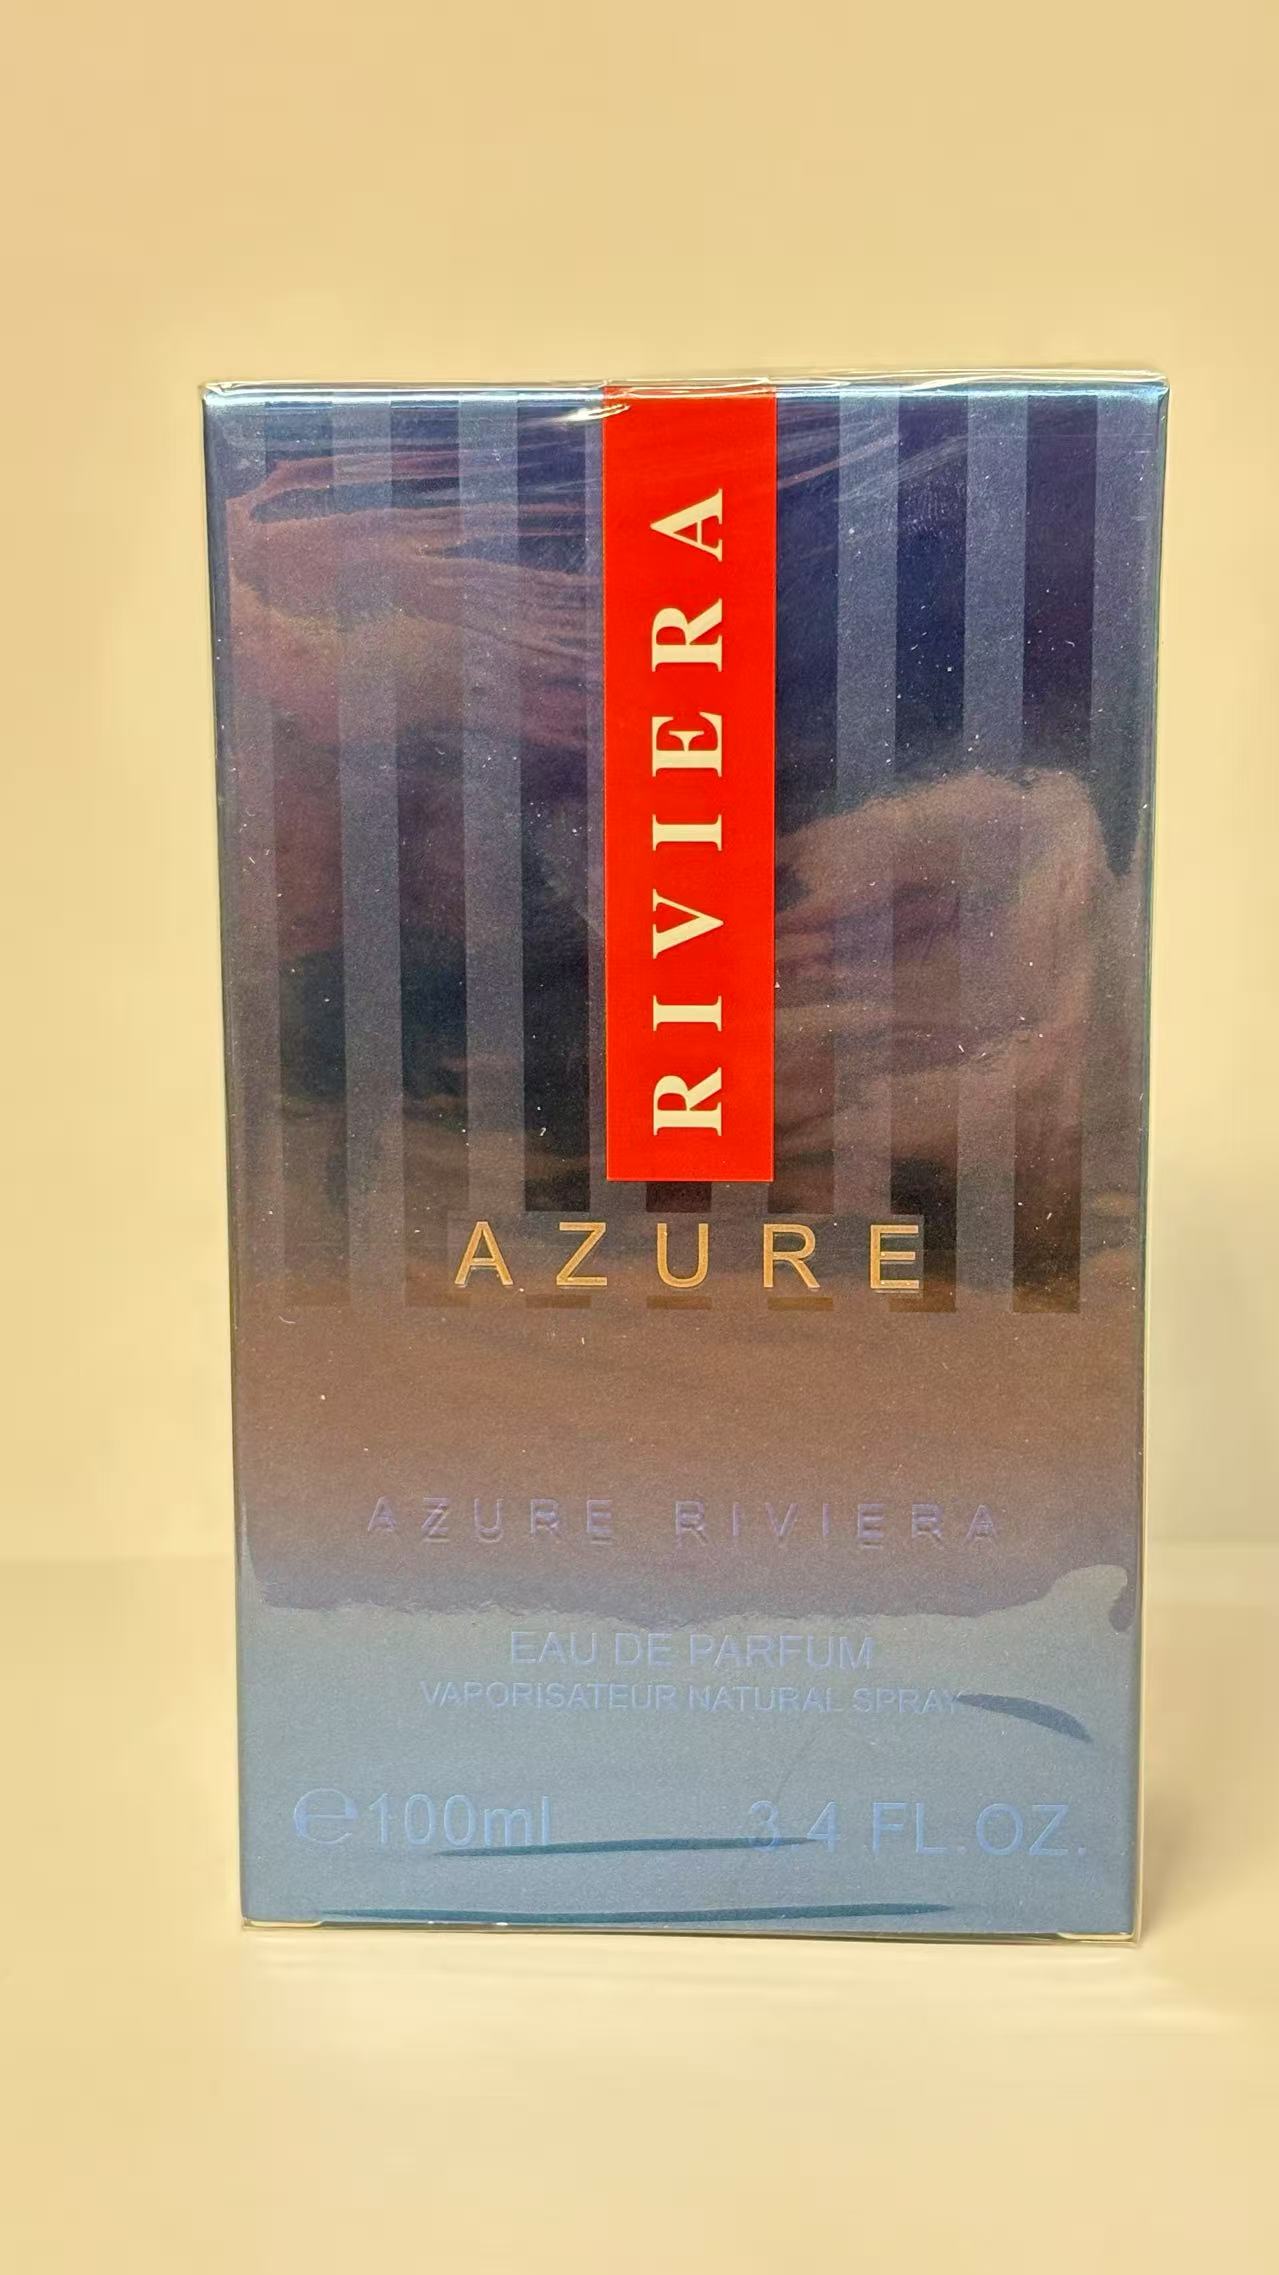 RIVIERA
AZURE
AZURE RIVIERA
EAU DE PARFUM
VAPORISATEUR NATURAL SPRAY
℮100ml 3.4 FL.OZ.